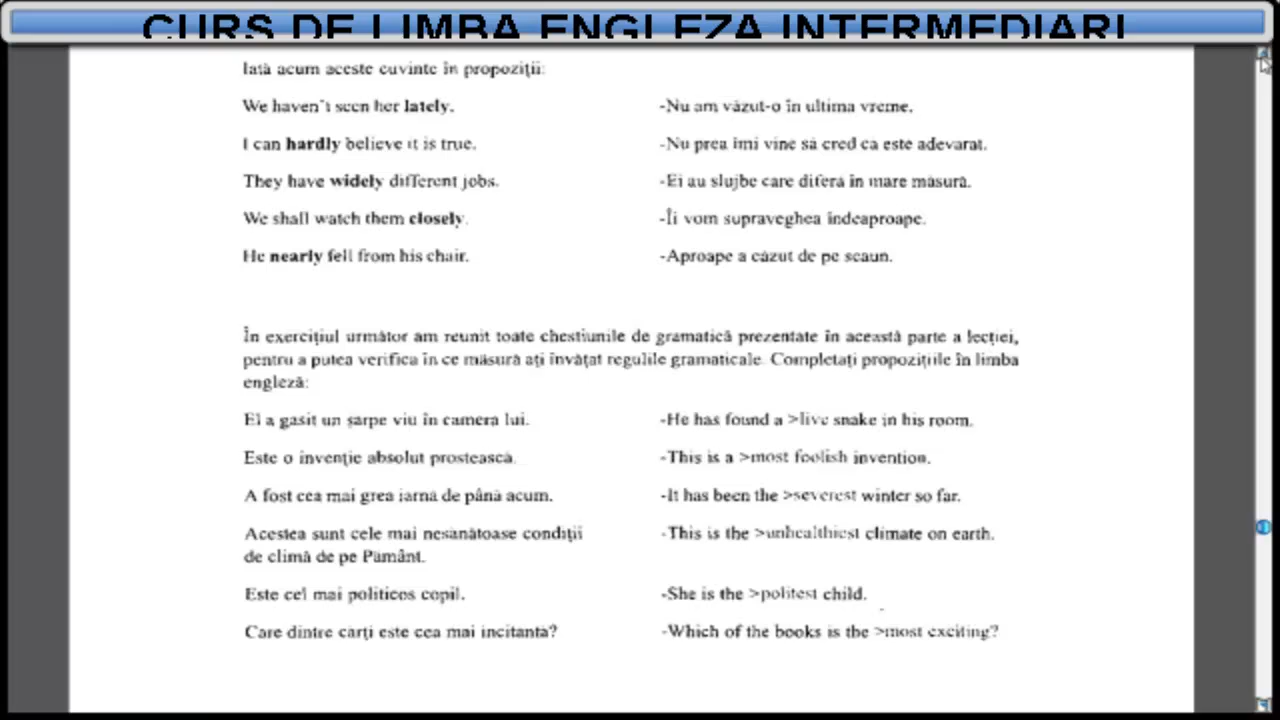 CURS DE LIMBA ENGLEZA INTERMEDIARI
Iată acum aceste cuvinte în propoziții:
We haven't seen her lately. -Nu am văzut-o în ultima vreme.
I can hardly believe it is true. -Nu prea îmi vine să cred ca este adevarat.
They have widely different jobs. -Ei au slujbe care diferă în mare măsură.
We shall watch them closely. -Îi vom supraveghea îndeaproape.
He nearly fell from his chair. -Aproape a căzut de pe scaun.
În exercițiul următor am reunit toate chestiunile de gramatică prezentate în această parte a lecției,
pentru a putea verifica în ce măsură ați învățat regulile gramaticale. Completați propozițiile în limba
engleză:
El a găsit un șarpe viu în camera lui. -He has found a >live snake in his room.
Este o invenție absolut prostească. -This is a >most foolish invention.
A fost cea mai grea iarnă de până acum. -It has been the >severest winter so far.
Acestea sunt cele mai nesănătoase condiții -This is the >unhealthiest climate on earth.
de climă de pe Pământ.
Este cel mai politicos copil. -She is the >politest child.
Care dintre cărți este cea mai incitantă? -Which of the books is the >most exciting?